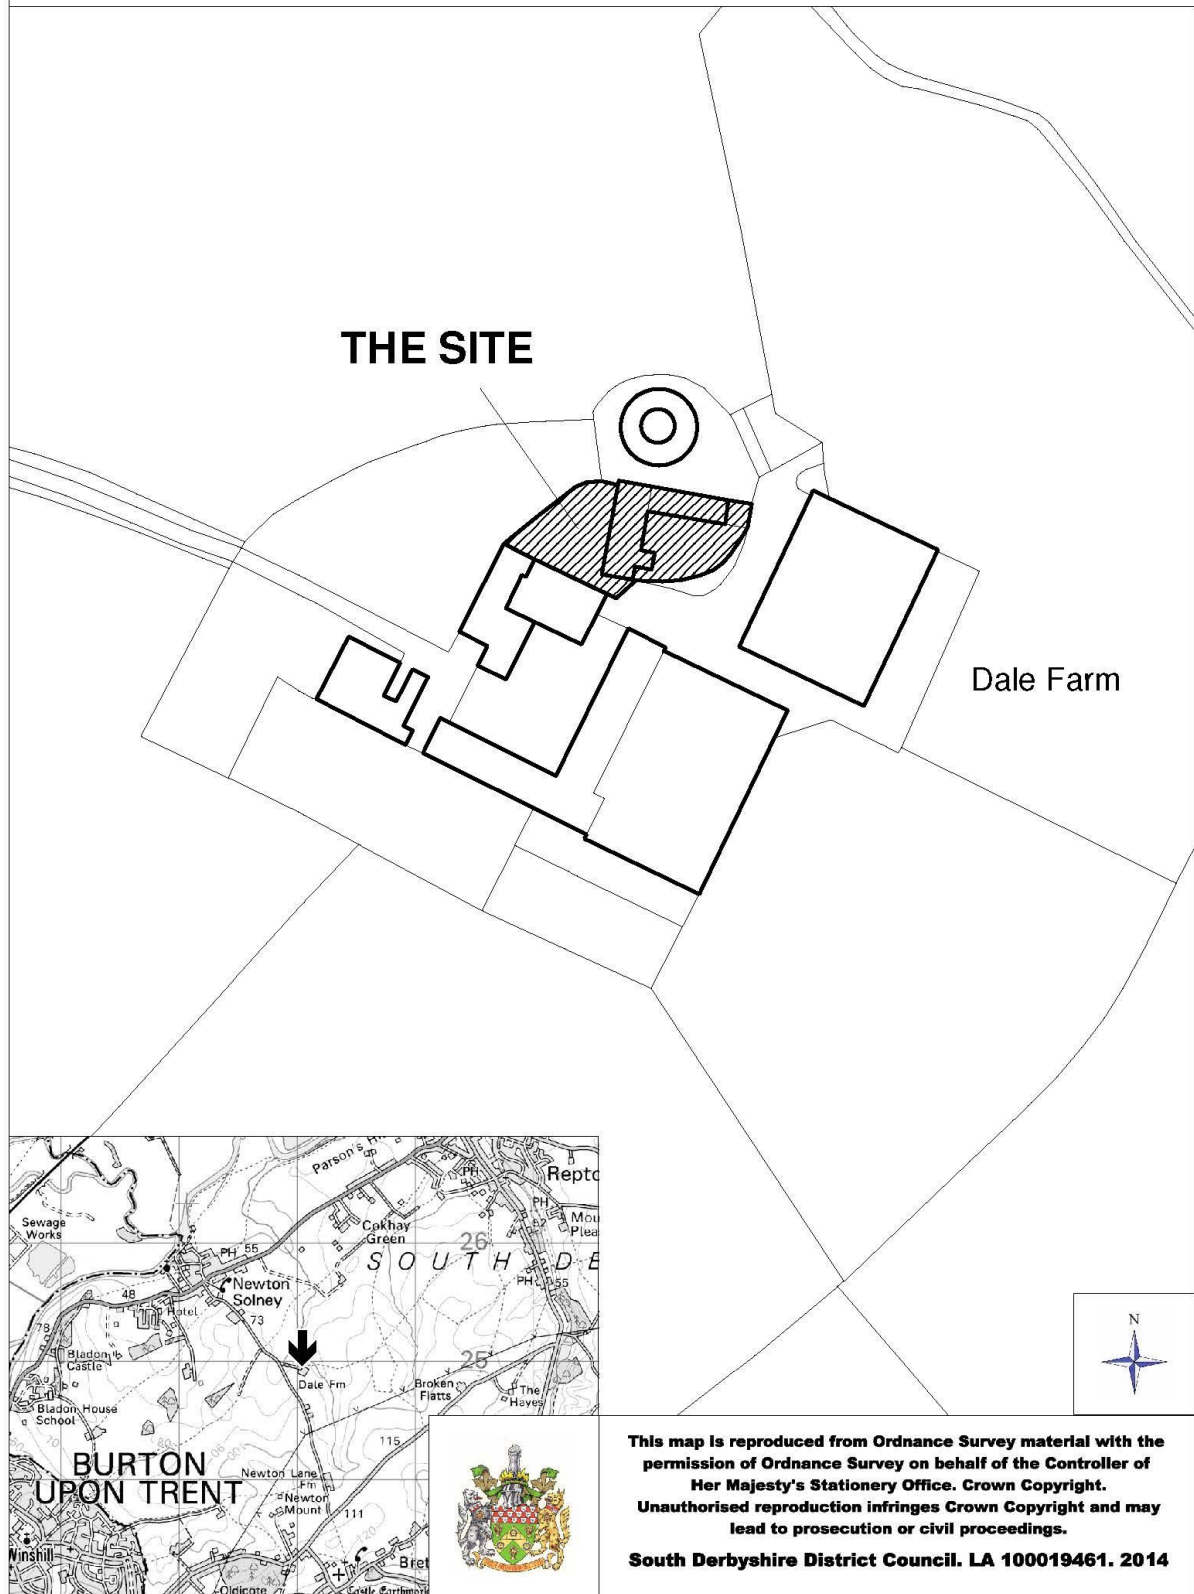 THE SITE
Dale Farm
Parson's
Repto
PH
PH
Mou
Plea
52
Sewage
Works
Cokhay
Green
26
PH
55
SOUTH DE
PH
55
Newton
Solney
48
Hotel
73
78
Bladon
Castle
25
Dale Fm
Broken
Flatts
The
Hayes
Bladon House
School
115
BURTON
UPON TRENT
Newton Lane
Fm
Newton
Mount
111
Winshill
Bret
Oldicote
Castle Earthwork
N
This map is reproduced from Ordnance Survey material with the
permission of Ordnance Survey on behalf of the Controller of
Her Majesty's Stationery Office. Crown Copyright.
Unauthorised reproduction infringes Crown Copyright and may
lead to prosecution or civil proceedings.
South Derbyshire District Council. LA 100019461. 2014